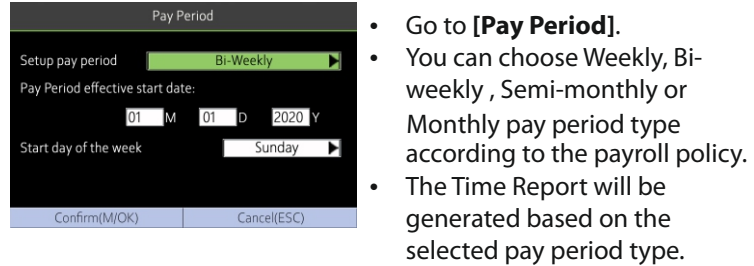 Pay Period
Setup pay period Bi-Weekly
Pay Period effective start date:
01 M 01 D 2020 Y
Start day of the week Sunday
Confirm(M/OK) Cancel(ESC)
• Go to [Pay Period].
• You can choose Weekly, Bi-
weekly , Semi-monthly or
Monthly pay period type
according to the payroll policy.
• The Time Report will be
generated based on the
selected pay period type.